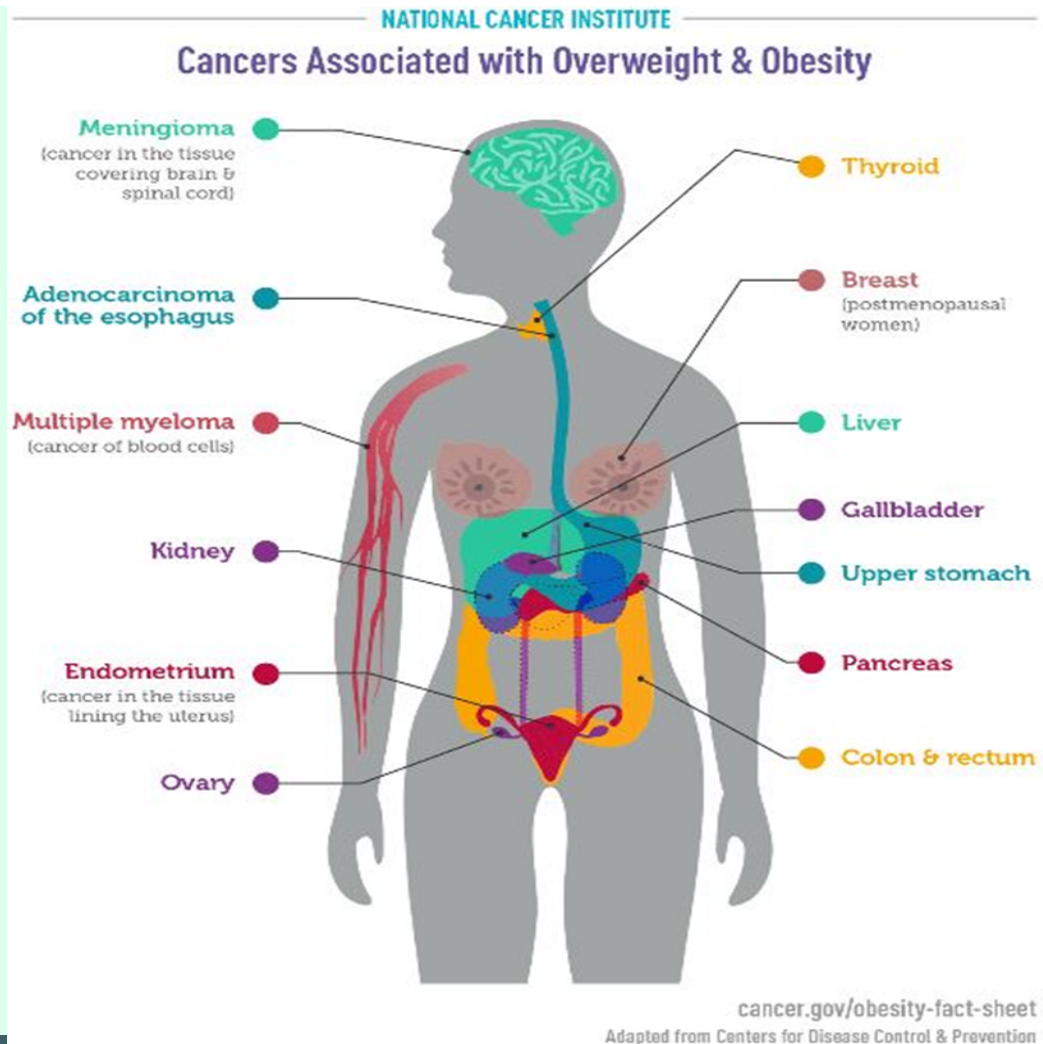 NATIONAL CANCER INSTITUTE
Cancers Associated with Overweight & Obesity
Meningioma
(cancer in the tissue
covering brain &
spinal cord)
Adenocarcinoma
of the esophagus
Multiple myeloma
(cancer of blood cells)
Kidney
Endometrium
(cancer in the tissue
lining the uterus)
Ovary
Thyroid
Breast
(postmenopausal
women)
Liver
Gallbladder
Upper stomach
Pancreas
Colon & rectum
cancer.gov/obesity-fact-sheet
Adapted from Centers for Disease Control & Prevention